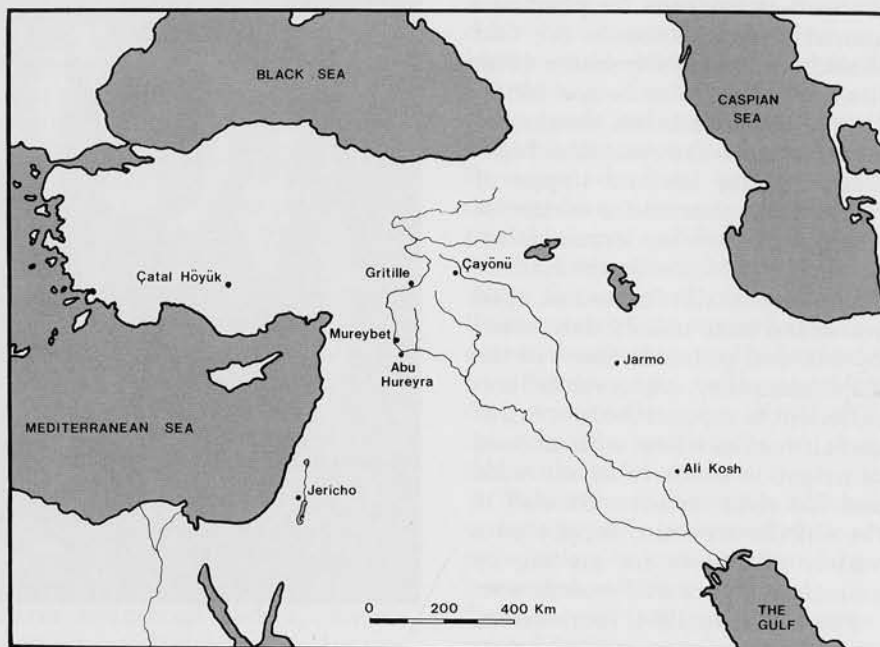 BLACK SEA
CASPIAN
SEA
Çatal Höyük
Gritille
Çayönü
Mureybet
Abu
Hureyra
Jarmo
MEDITERRANEAN SEA
Jericho
Ali Kosh
0 200 400 Km
THE
GULF